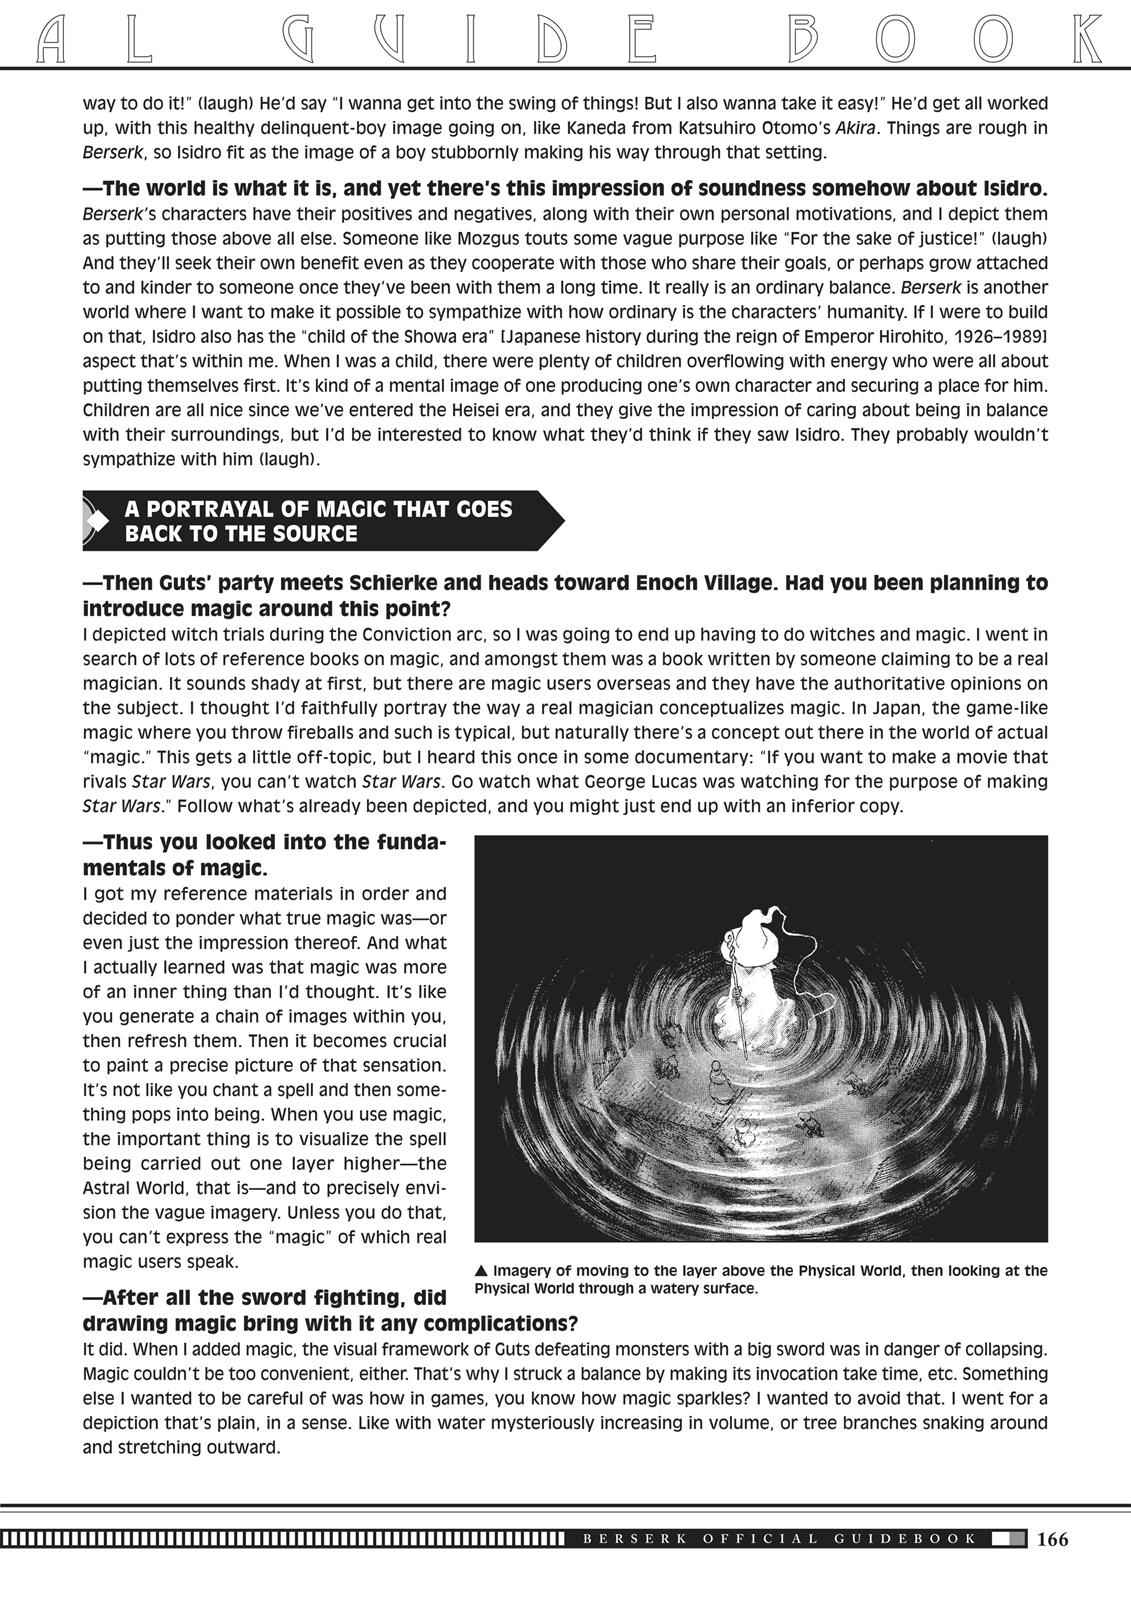 AL GUIDE BOOK
way to do it!” (laugh) He’d say “I wanna get into the swing of things! But I also wanna take it easy!” He’d get all worked
up, with this healthy delinquent-boy image going on, like Kaneda from Katsuhiro Otomo’s Akira. Things are rough in
Berserk, so Isidro fit as the image of a boy stubbornly making his way through that setting.
—The world is what it is, and yet there’s this impression of soundness somehow about Isidro.
Berserk’s characters have their positives and negatives, along with their own personal motivations, and I depict them
as putting those above all else. Someone like Mozgus touts some vague purpose like “For the sake of justice!” (laugh)
And they’ll seek their own benefit even as they cooperate with those who share their goals, or perhaps grow attached
to and kinder to someone once they’ve been with them a long time. It really is an ordinary balance. Berserk is another
world where I want to make it possible to sympathize with how ordinary is the characters’ humanity. If I were to build
on that, Isidro also has the “child of the Showa era” [Japanese history during the reign of Emperor Hirohito, 1926–1989]
aspect that’s within me. When I was a child, there were plenty of children overflowing with energy who were all about
putting themselves first. It’s kind of a mental image of one producing one’s own character and securing a place for him.
Children are all nice since we’ve entered the Heisei era, and they give the impression of caring about being in balance
with their surroundings, but I’d be interested to know what they’d think if they saw Isidro. They probably wouldn’t
sympathize with him (laugh).
A PORTRAYAL OF MAGIC THAT GOES
BACK TO THE SOURCE
—Then Guts’ party meets Schierke and heads toward Enoch Village. Had you been planning to
introduce magic around this point?
I depicted witch trials during the Conviction arc, so I was going to end up having to do witches and magic. I went in
search of lots of reference books on magic, and amongst them was a book written by someone claiming to be a real
magician. It sounds shady at first, but there are magic users overseas and they have the authoritative opinions on
the subject. I thought I’d faithfully portray the way a real magician conceptualizes magic. In Japan, the game-like
magic where you throw fireballs and such is typical, but naturally there’s a concept out there in the world of actual
“magic.” This gets a little off-topic, but I heard this once in some documentary: “If you want to make a movie that
rivals Star Wars, you can’t watch Star Wars. Go watch what George Lucas was watching for the purpose of making
Star Wars.” Follow what’s already been depicted, and you might just end up with an inferior copy.
—Thus you looked into the funda-
mentals of magic.
I got my reference materials in order and
decided to ponder what true magic was—or
even just the impression thereof. And what
I actually learned was that magic was more
of an inner thing than I’d thought. It’s like
you generate a chain of images within you,
then refresh them. Then it becomes crucial
to paint a precise picture of that sensation.
It’s not like you chant a spell and then some-
thing pops into being. When you use magic,
the important thing is to visualize the spell
being carried out one layer higher—the
Astral World, that is—and to precisely envi-
sion the vague imagery. Unless you do that,
you can’t express the “magic” of which real
magic users speak.
▲ Imagery of moving to the layer above the Physical World, then looking at the
Physical World through a watery surface.
—After all the sword fighting, did
drawing magic bring with it any complications?
It did. When I added magic, the visual framework of Guts defeating monsters with a big sword was in danger of collapsing.
Magic couldn’t be too convenient, either. That’s why I struck a balance by making its invocation take time, etc. Something
else I wanted to be careful of was how in games, you know how magic sparkles? I wanted to avoid that. I went for a
depiction that’s plain, in a sense. Like with water mysteriously increasing in volume, or tree branches snaking around
and stretching outward.
BERSERK OFFICIAL GUIDEBOOK 166